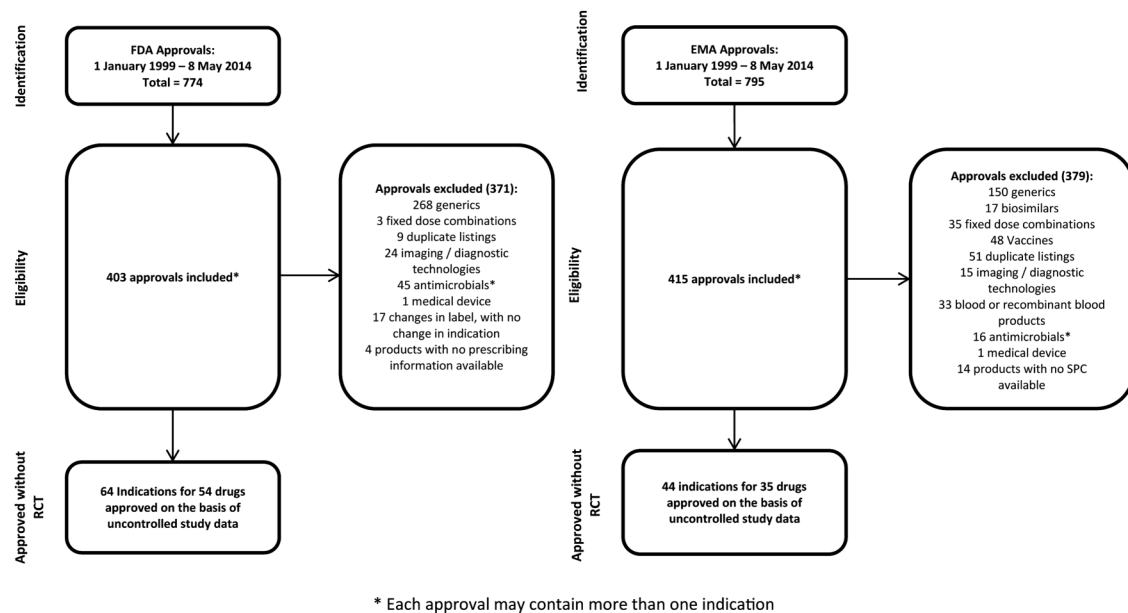 Identification
FDA Approvals:
1 January 1999 – 8 May 2014
Total = 774
Eligibility
403 approvals included*
Approvals excluded (371):
268 generics
3 fixed dose combinations
9 duplicate listings
24 imaging / diagnostic
technologies
45 antimicrobials*
1 medical device
17 changes in label, with no
change in indication
4 products with no prescribing
information available
Approved without
RCT
64 Indications for 54 drugs
approved on the basis of
uncontrolled study data
Identification
EMA Approvals:
1 January 1999 – 8 May 2014
Total = 795
Eligibility
415 approvals included*
Approvals excluded (379):
150 generics
17 biosimilars
35 fixed dose combinations
48 Vaccines
51 duplicate listings
15 imaging / diagnostic
technologies
33 blood or recombinant blood
products
16 antimicrobials*
1 medical device
14 products with no SPC
available
Approved without
RCT
44 indications for 35 drugs
approved on the basis of
uncontrolled study data
* Each approval may contain more than one indication